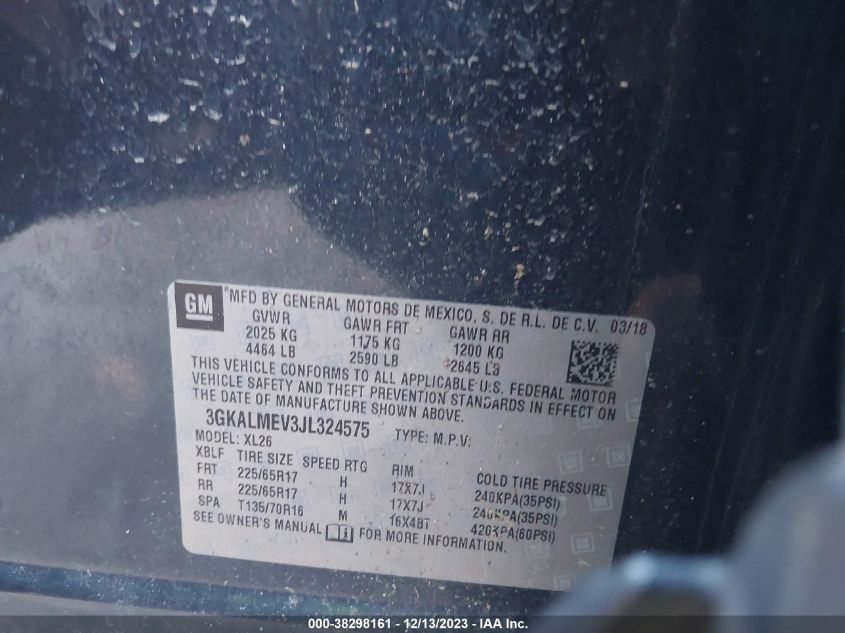 GM
MFD BY GENERAL MOTORS DE MEXICO, S. DE R.L. DE C.V. 03/18
GVWR GAWR FRT GAWR RR
2025 KG 1175 KG 1200 KG
4464 LB 2590 LB 2645 LB
THIS VEHICLE CONFORMS TO ALL APPLICABLE U.S. FEDERAL MOTOR
VEHICLE SAFETY AND THEFT PREVENTION STANDARDS IN EFFECT ON
THE DATE OF MANUFACTURE SHOWN ABOVE.
3GKALMEV3JL324575 TYPE: M.P.V.
MODEL: XL26
XBLF TIRE SIZE SPEED RTG RIM COLD TIRE PRESSURE
FRT 225/65R17 H 17X7J 240KPA(35PSI)
RR 225/65R17 H 17X7J 240KPA(35PSI)
SPA T135/70R16 M 16X4BT 420KPA(60PSI)
SEE OWNER'S MANUAL FOR MORE INFORMATION.
000-38298161 - 12/13/2023 - IAA Inc.